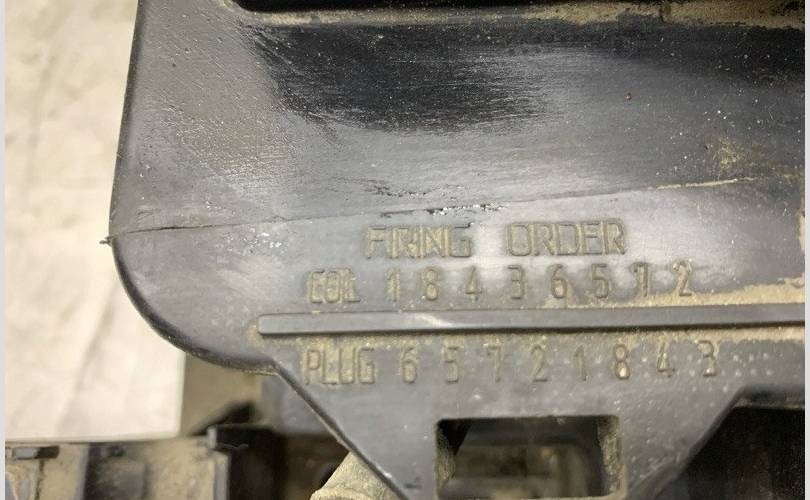 FIRING ORDER
COIL 1 8 4 3 6 5 7 2
PLUG 6 5 7 2 1 8 4 3